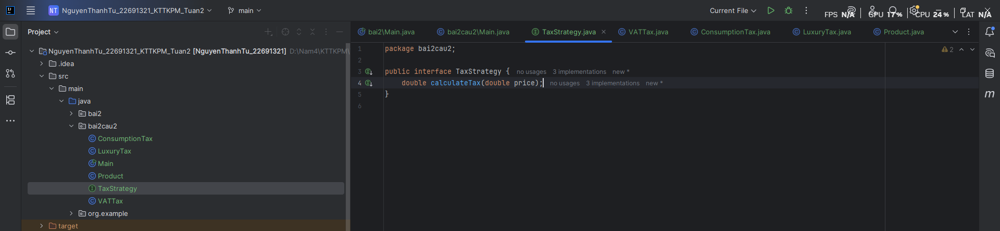 NT NguyenThanhTu_22691321_KTTKPM_Tuan2 main Current File
FPS N/A GPU 17 % CPU 24 % LAT N/A
Project
bai2\Main.java bai2cau2\Main.java TaxStrategy.java VATTax.java ConsumptionTax.java LuxuryTax.java Product.java
NguyenThanhTu_22691321_KTTKPM_Tuan2 [NguyenThanhTu_22691321] D:\Nam4\KTTKPM\
.idea
src
main
java
bai2
bai2cau2
ConsumptionTax
LuxuryTax
Main
Product
TaxStrategy
VATTax
org.example
target
1 package bai2cau2;
2
3 public interface TaxStrategy { no usages 3 implementations new *
4 double calculateTax(double price); no usages 3 implementations new *
5 }
6
2
m